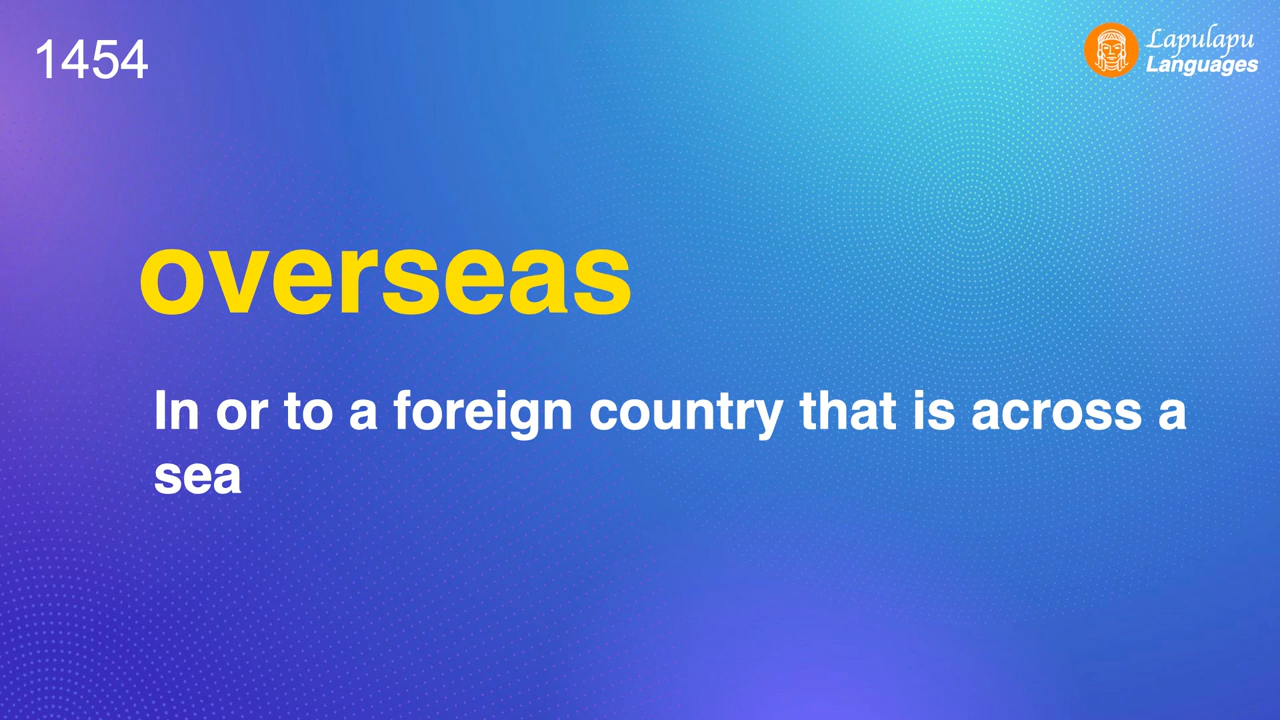 1454
Lapulapu
Languages
overseas
In or to a foreign country that is across a
sea